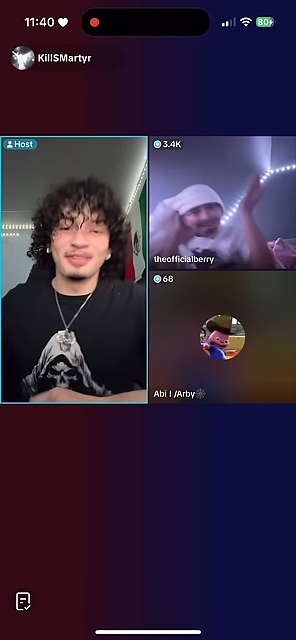 11:40
80
KillSMartyr
Host
3.4K
theofficialberry
68
Abi | /Arby